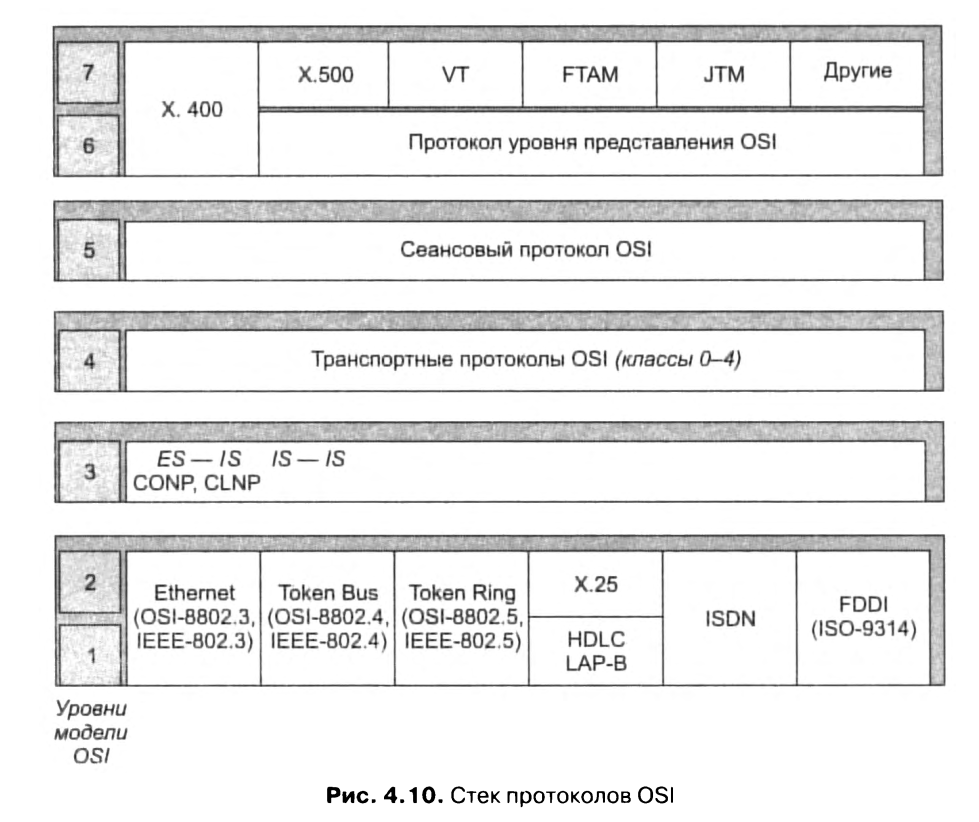 7
X. 400
X.500
VT
FTAM
JTM
Другие
6
Протокол уровня представления OSI
5
Сеансовый протокол OSI
4
Транспортные протоколы OSI (классы 0–4)
3
ES — IS IS — IS
CONP, CLNP
2
1
Ethernet
(OSI-8802.3,
IEEE-802.3)
Token Bus
(OSI-8802.4,
IEEE-802.4)
Token Ring
(OSI-8802.5,
IEEE-802.5)
X.25
HDLC
LAP-B
ISDN
FDDI
(ISO-9314)
Уровни
модели
OSI
Рис. 4.10. Стек протоколов OSI